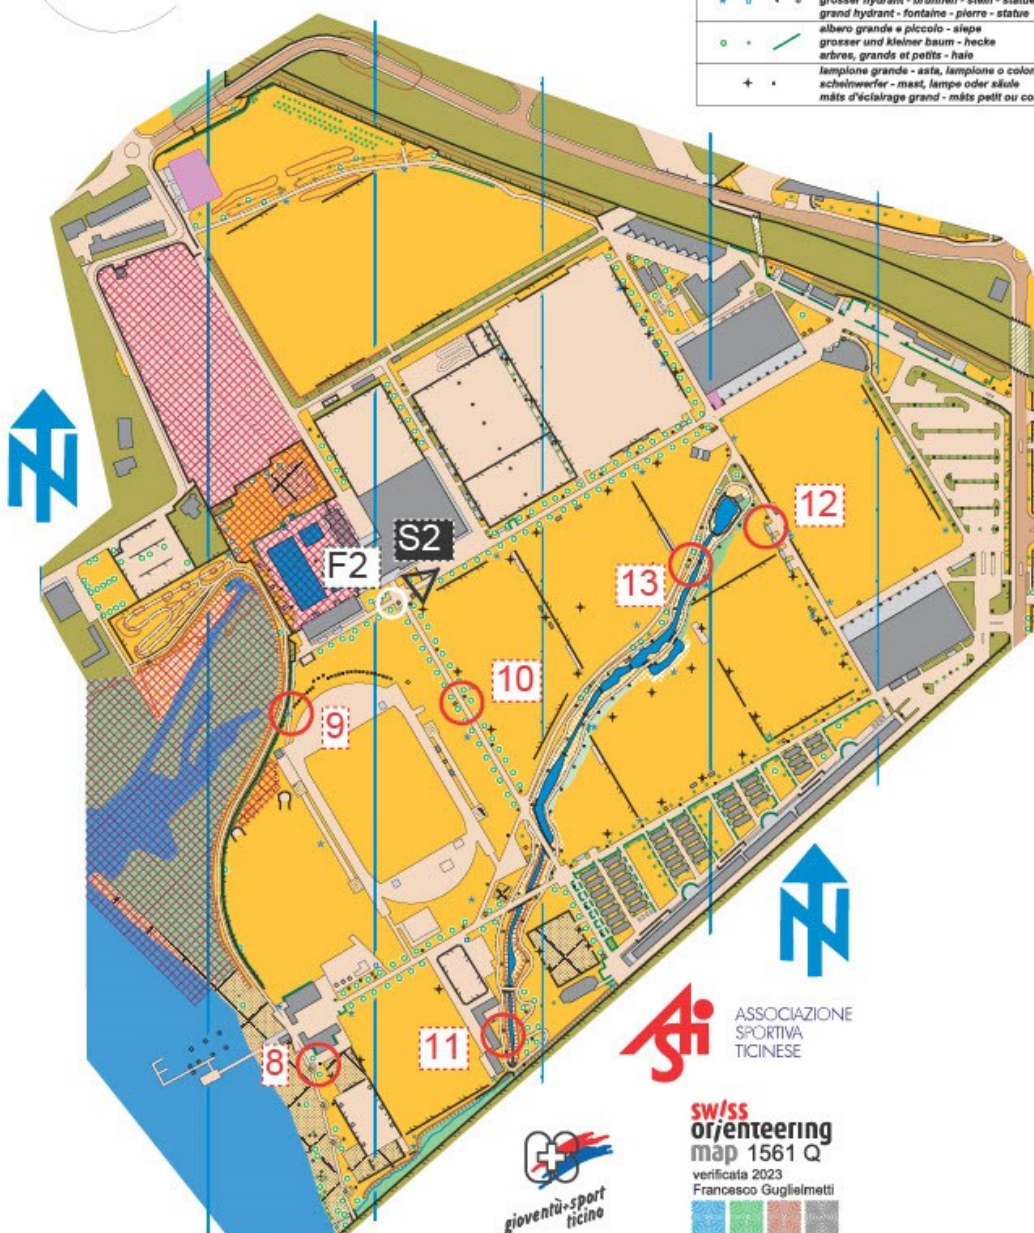 grosser hydrant - brunnen - stein - statue
grand hydrant - fontaine - pierre - statue
albero grande e piccolo - siepe
grosser und kleiner baum - hecke
arbres, grands et petits - haie
lampione grande - asta, lampione o colon
scheinwerfer - mast, lampe oder säule
mâts d'éclairage grand - mâts petit ou co
N
S2
F2
12
13
10
9
N
8
11
ASTi
ASSOCIAZIONE
SPORTIVA
TICINESE
swiss
orienteering
map 1561 Q
verificata 2023
Francesco Guglielmetti
gioventù+sport
ticino